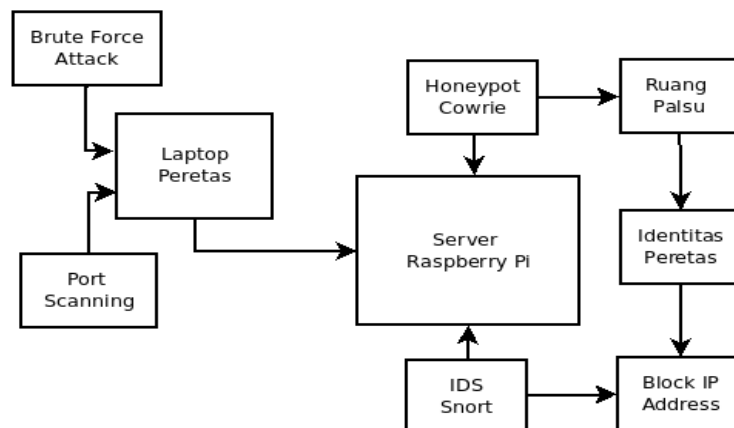 Brute Force
Attack
Laptop
Peretas
Port
Scanning
Honeypot
Cowrie
Ruang
Palsu
Server
Raspberry Pi
Identitas
Peretas
IDS
Snort
Block IP
Address